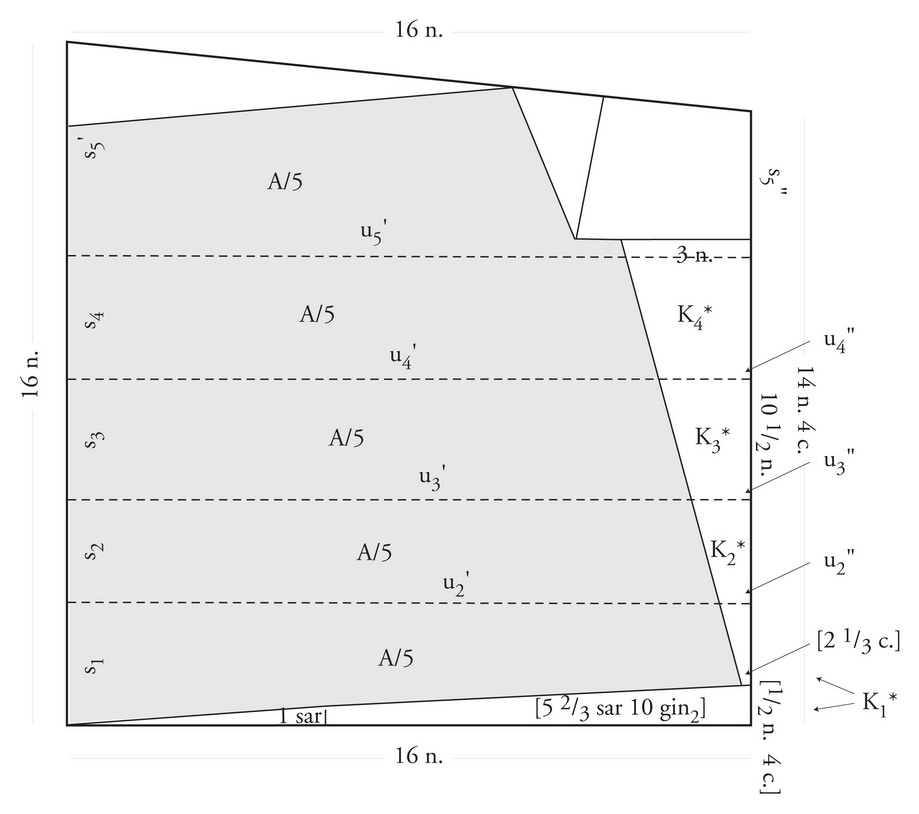 16 n.
s5'
A/5
s5"
u5'
3 n.
s4
A/5
K4*
u4"
u4'
16 n.
14 n. 4 c.
10 1/2 n.
s3
A/5
K3*
u3"
u3'
s2
A/5
K2*
u2"
u2'
s1
A/5
[2 1/3 c.]
1 sar]
[5 2/3 sar 10 gin2]
[1/2 n. 4 c.]
K1*
16 n.